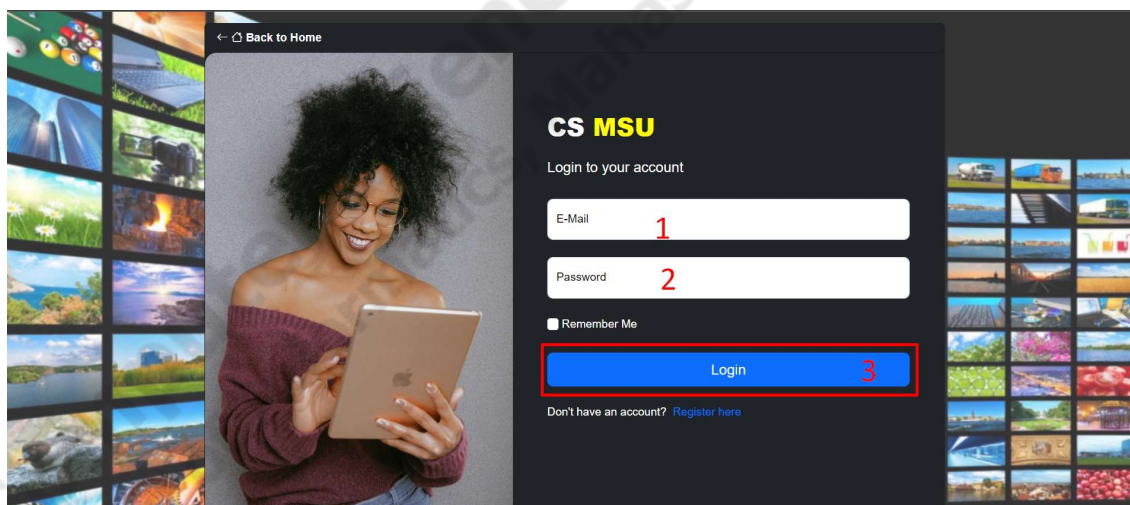 ← Back to Home
CS MSU
Login to your account
E-Mail 1
Password 2
Remember Me
Login 3
Don't have an account? Register here